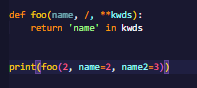 def foo(name, /, **kwds):
    return 'name' in kwds
print(foo(2, name=2, name2=3))